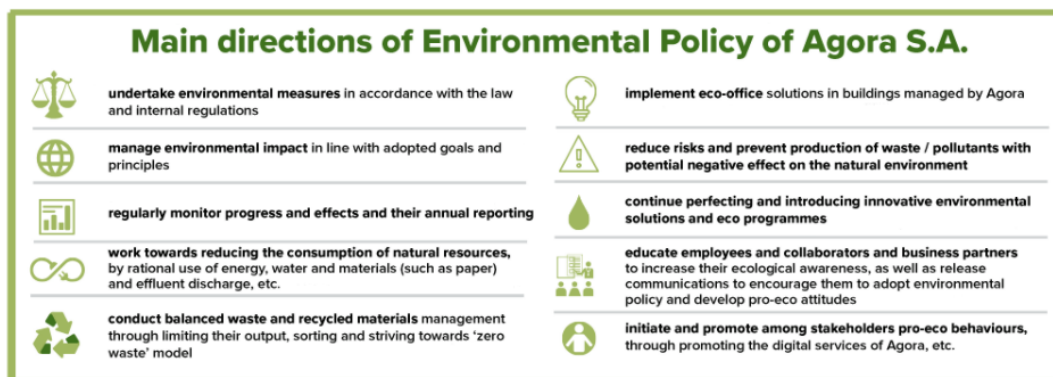 Main directions of Environmental Policy of Agora S.A.
undertake environmental measures in accordance with the law
and internal regulations
manage environmental impact in line with adopted goals and
principles
regularly monitor progress and effects and their annual reporting
work towards reducing the consumption of natural resources,
by rational use of energy, water and materials (such as paper)
and effluent discharge, etc.
conduct balanced waste and recycled materials management
through limiting their output, sorting and striving towards ‘zero
waste’ model
implement eco-office solutions in buildings managed by Agora
reduce risks and prevent production of waste / pollutants with
potential negative effect on the natural environment
continue perfecting and introducing innovative environmental
solutions and eco programmes
educate employees and collaborators and business partners
to increase their ecological awareness, as well as release
communications to encourage them to adopt environmental
policy and develop pro-eco attitudes
initiate and promote among stakeholders pro-eco behaviours,
through promoting the digital services of Agora, etc.